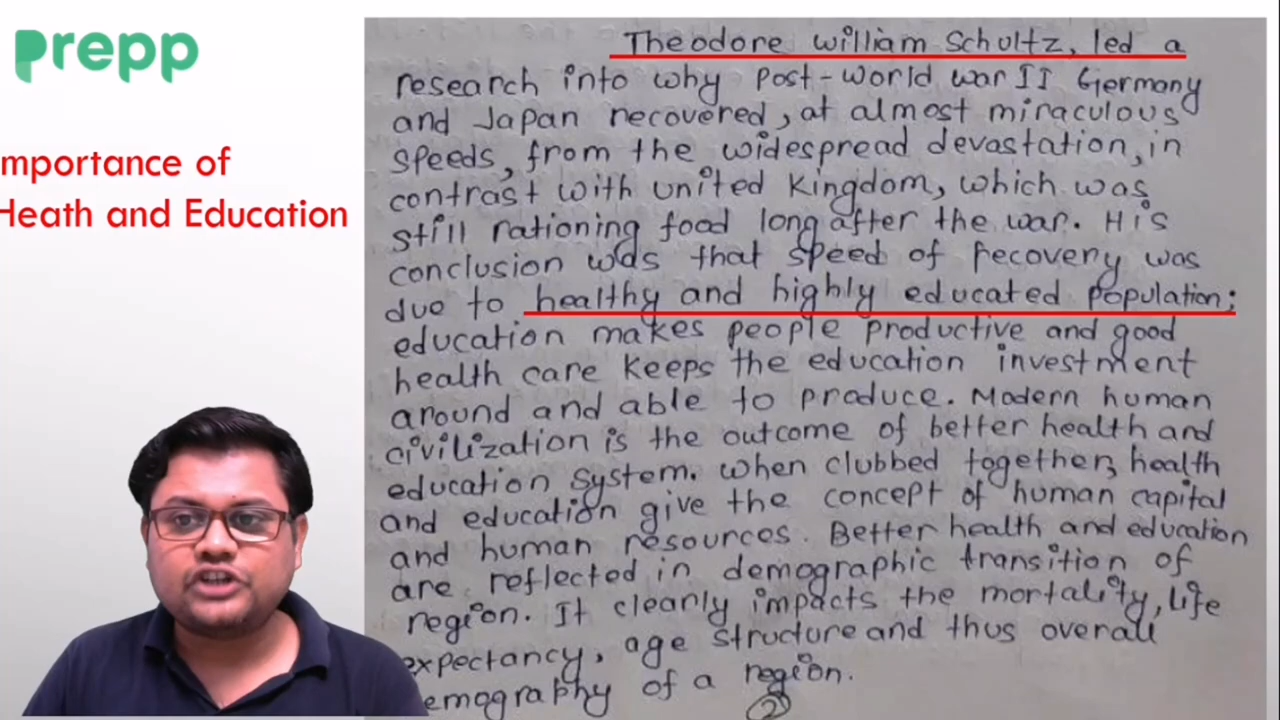 Prepp
mportance of
Heath and Education
Theodore william Schultz, led a
research into why Post-world war II Germany
and Japan recovered, at almost miraculous
speeds, from the widespread devastation, in
contrast with united Kingdom, which was
still rationing food long after the war. His
conclusion was that speed of recovery was
due to healthy and highly educated population;
education makes people productive and good
health care keeps the education investment
around and able to produce. Modern human
civilization is the outcome of better health and
education system. when clubbed together, health
and education give the concept of human capital
and human resources. Better health and education
are reflected in demographic transition of
region. It clearly impacts the mortality, life
expectancy, age structure and thus overall
emography of a region.
2